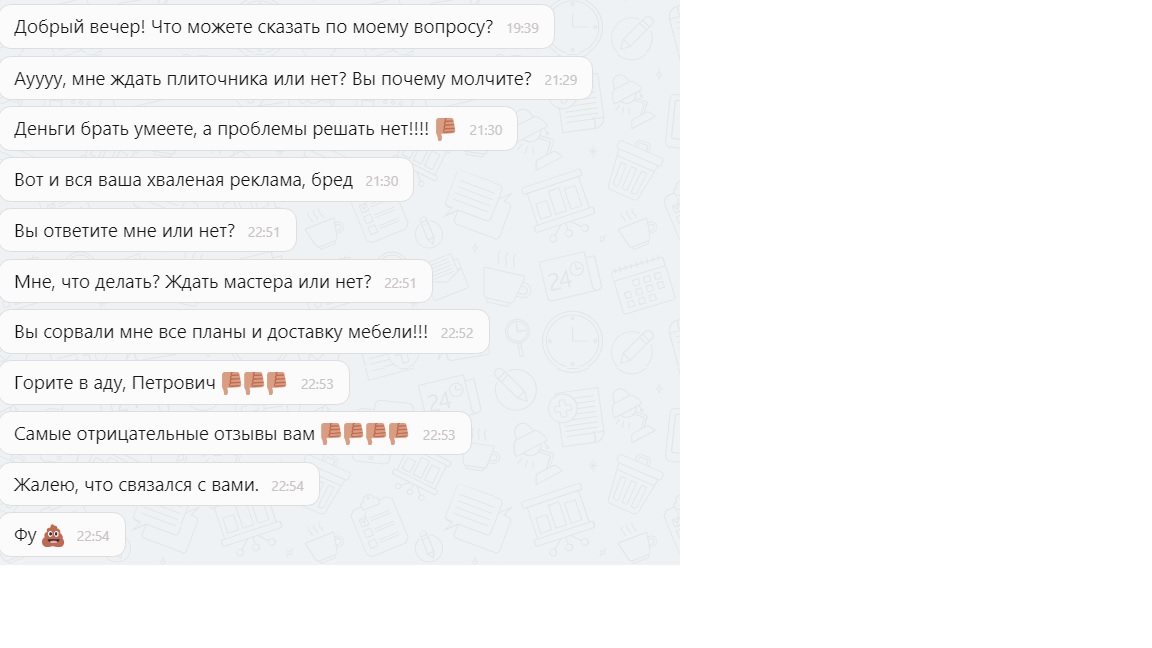 Добрый вечер! Что можете сказать по моему вопросу? 19:39
Ауууу, мне ждать плиточника или нет? Вы почему молчите? 21:29
Деньги брать умеете, а проблемы решать нет!!!! 👎🏽 21:30
Вот и вся ваша хваленая реклама, бред 21:30
Вы ответите мне или нет? 22:51
Мне, что делать? Ждать мастера или нет? 22:51
Вы сорвали мне все планы и доставку мебели!!! 22:52
Горите в аду, Петрович 👎🏽👎🏽👎🏽 22:53
Самые отрицательные отзывы вам 👎🏽👎🏽👎🏽👎🏽 22:53
Жалею, что связался с вами. 22:54
Фу 💩 22:54